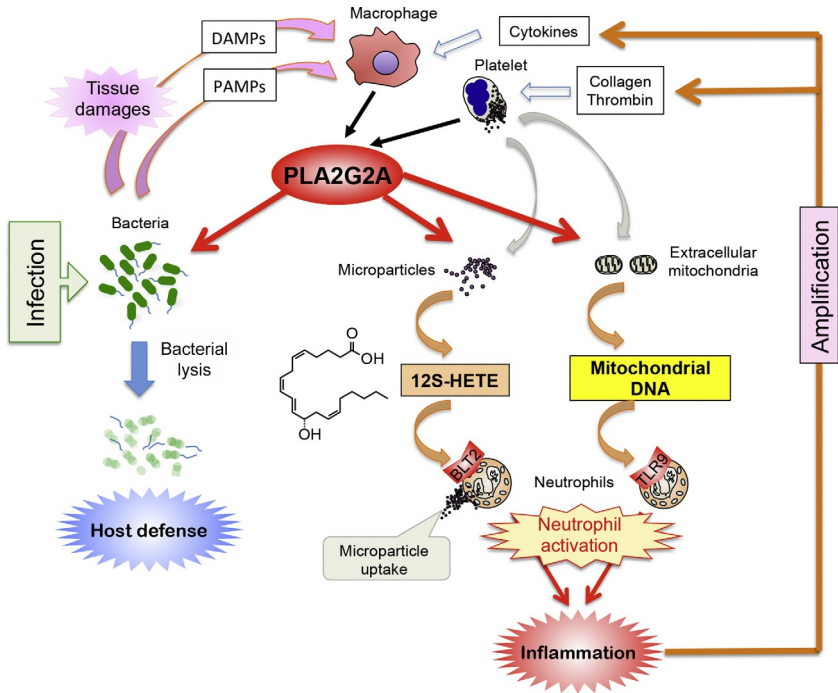 Macrophage
DAMPs
Cytokines
Platelet
PAMPs
Tissue
damages
Collagen
Thrombin
PLA2G2A
Bacteria
Infection
Microparticles
Extracellular
mitochondria
Amplification
Bacterial
lysis
O
OH
12S-HETE
Mitochondrial
DNA
OH
BLT2
TLR9
Neutrophils
Host defense
Neutrophil
activation
Microparticle
uptake
Inflammation